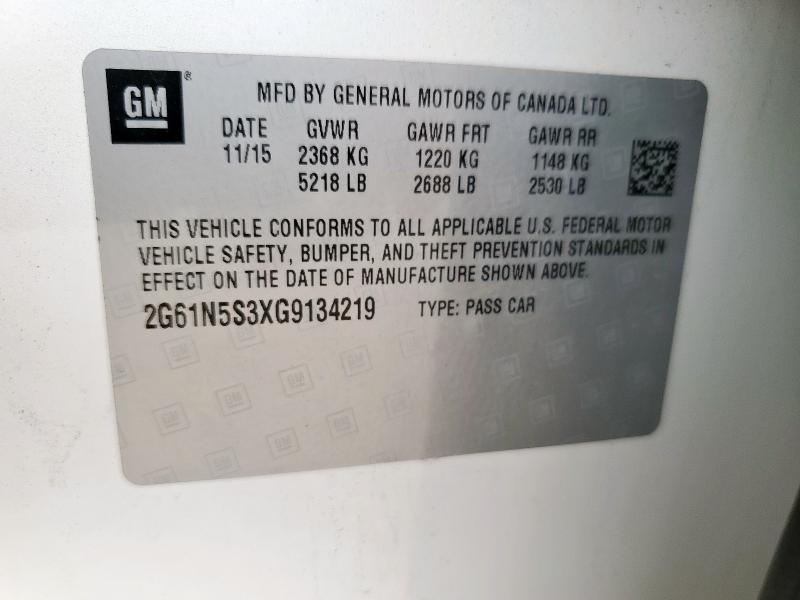 GM®
MFD BY GENERAL MOTORS OF CANADA LTD.
DATE GVWR GAWR FRT GAWR RR
11/15 2368 KG 1220 KG 1148 KG
5218 LB 2688 LB 2530 LB
THIS VEHICLE CONFORMS TO ALL APPLICABLE U.S. FEDERAL MOTOR
VEHICLE SAFETY, BUMPER, AND THEFT PREVENTION STANDARDS IN
EFFECT ON THE DATE OF MANUFACTURE SHOWN ABOVE.
2G61N5S3XG9134219 TYPE: PASS CAR